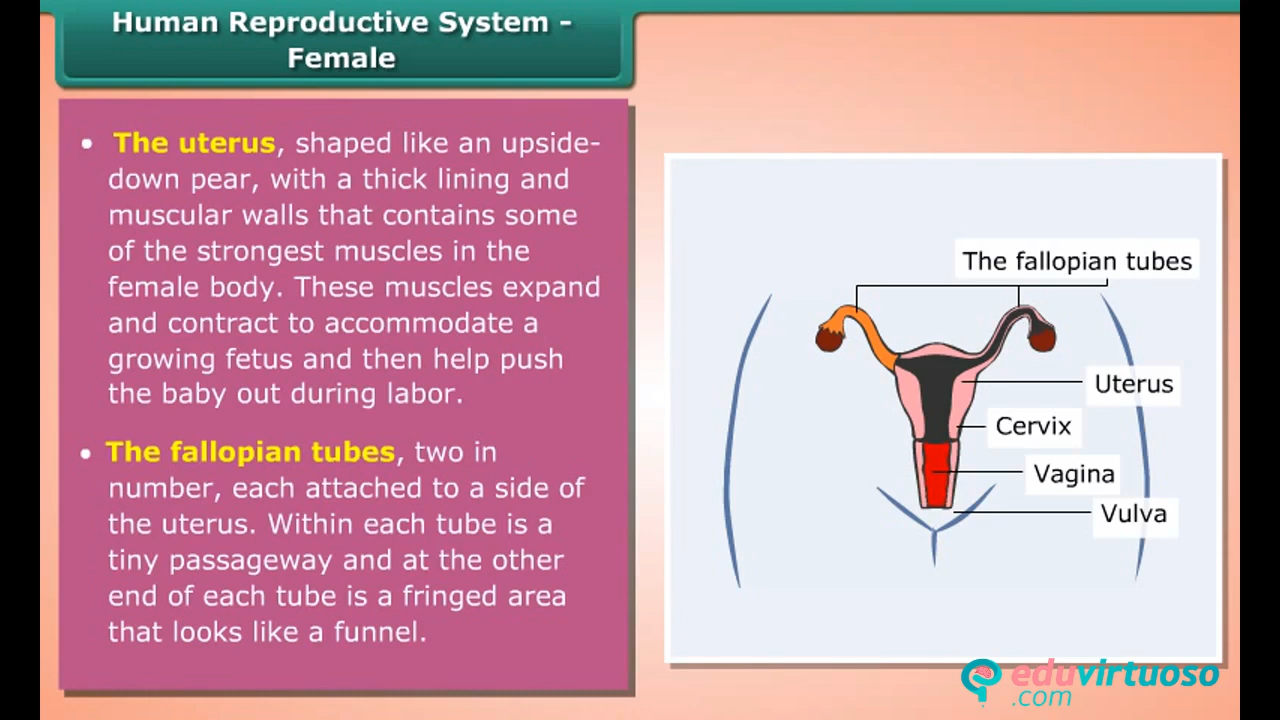 Human Reproductive System -
Female
• The uterus, shaped like an upside-
down pear, with a thick lining and
muscular walls that contains some
of the strongest muscles in the
female body. These muscles expand
and contract to accommodate a
growing fetus and then help push
the baby out during labor.
• The fallopian tubes, two in
number, each attached to a side of
the uterus. Within each tube is a
tiny passageway and at the other
end of each tube is a fringed area
that looks like a funnel.
The fallopian tubes
Uterus
Cervix
Vagina
Vulva
eduvirtuoso
.com